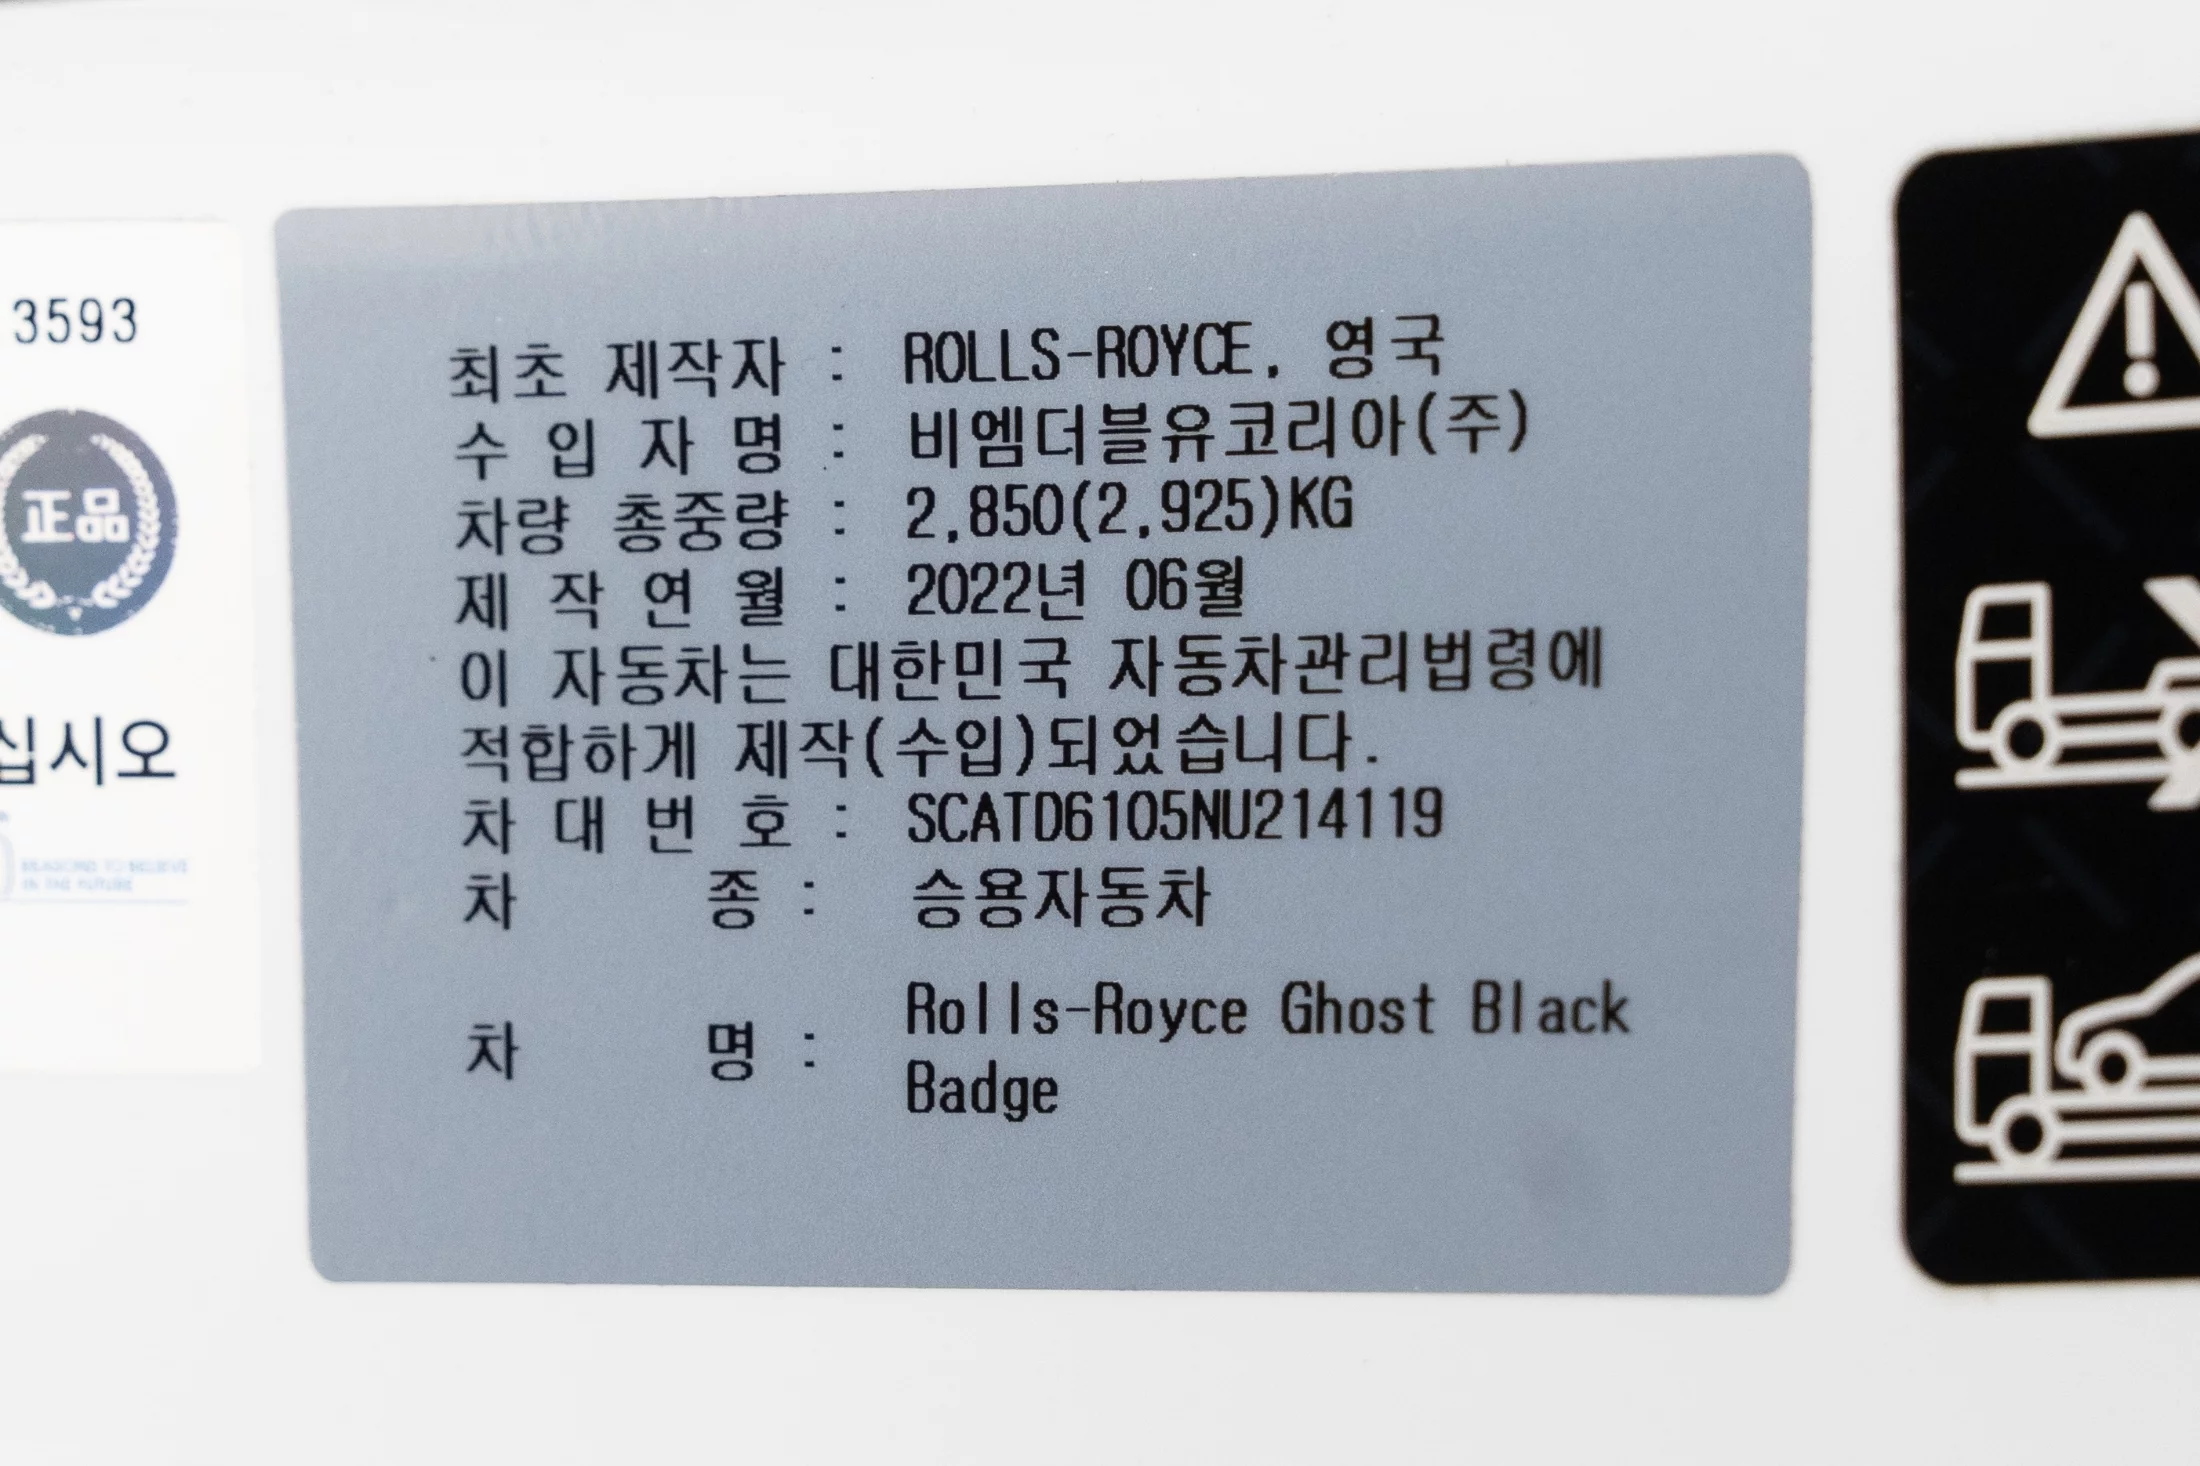 3593
正品
십시오
최초 제작자 : ROLLS-ROYCE, 영국
수 입 자 명 : 비엠더블유코리아(주)
차량 총중량 : 2,850(2,925)KG
제 작 연 월 : 2022년 06월
이 자동차는 대한민국 자동차관리법령에
적합하게 제작(수입)되었습니다.
차 대 번 호 : SCATD6105NU214119
차 종 : 승용자동차
차 명 : Rolls-Royce Ghost Black
Badge